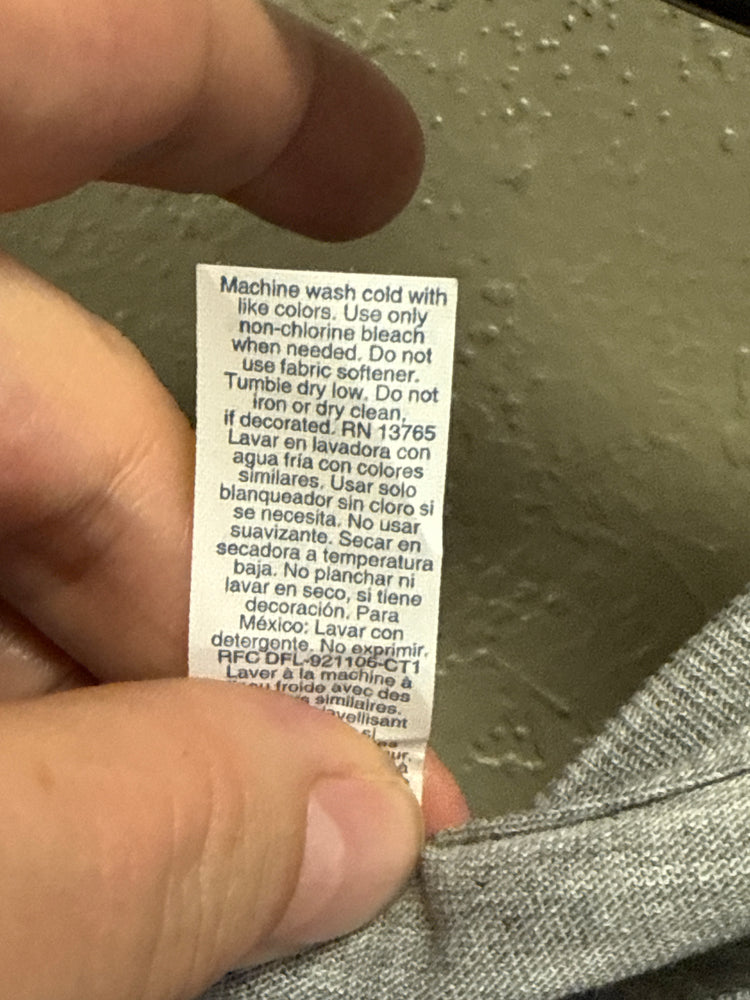 Machine wash cold with
like colors. Use only
non-chlorine bleach
when needed. Do not
use fabric softener.
Tumble dry low. Do not
iron or dry clean,
if decorated. RN 13765
Lavar en lavadora con
agua fría con colores
similares. Usar solo
blanqueador sin cloro si
se necesita. No usar
suavizante. Secar en
secadora a temperatura
baja. No planchar ni
lavar en seco, si tiene
decoración. Para
México: Lavar con
detergente. No exprimir.
RFC DFL-921106-CT1
Laver à la machine à
froide avec des
similaires.